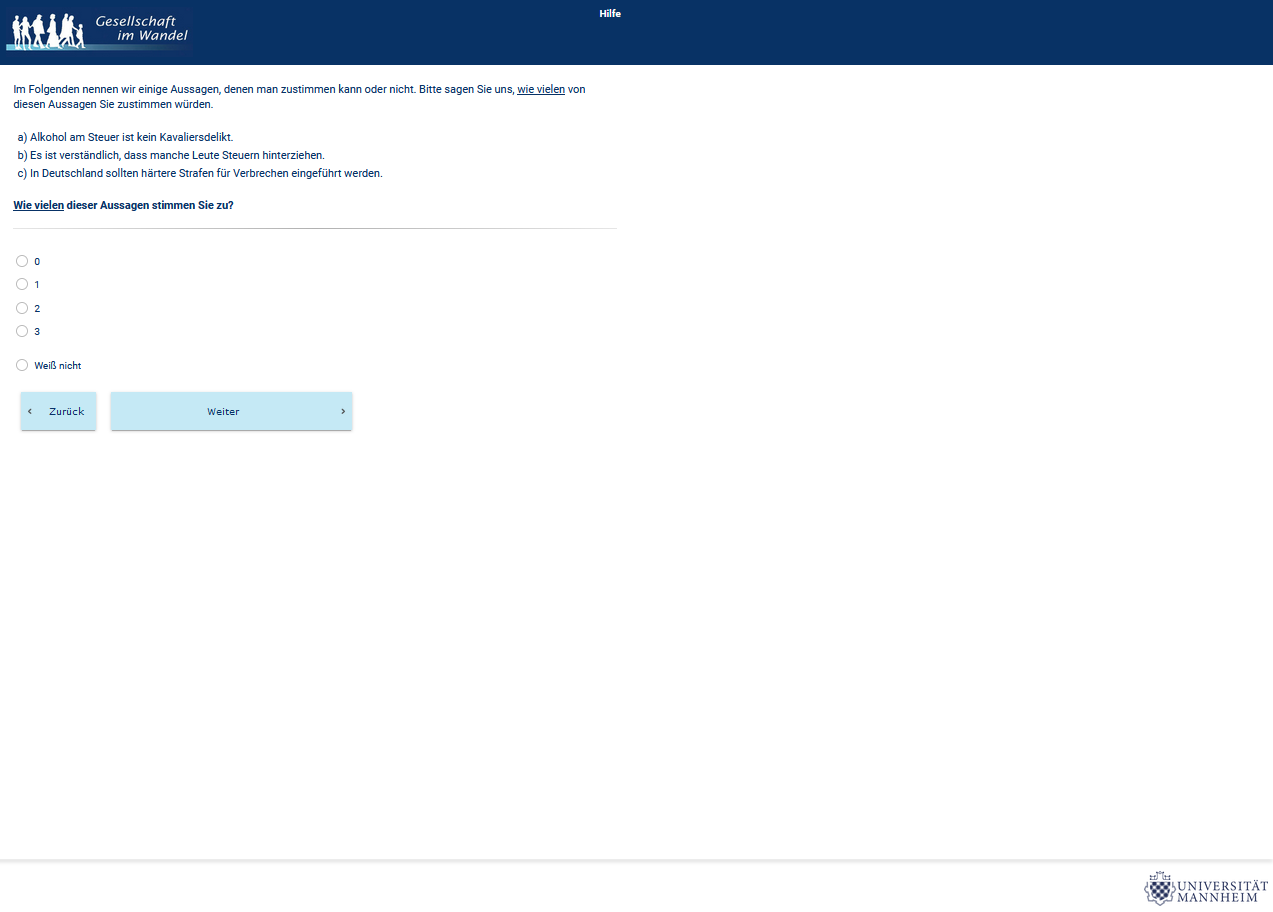 Gesellschaft
im Wandel
Hilfe
Im Folgenden nennen wir einige Aussagen, denen man zustimmen kann oder nicht. Bitte sagen Sie uns, wie vielen von
diesen Aussagen Sie zustimmen würden.
a) Alkohol am Steuer ist kein Kavaliersdelikt.
b) Es ist verständlich, dass manche Leute Steuern hinterziehen.
c) In Deutschland sollten härtere Strafen für Verbrechen eingeführt werden.
Wie vielen dieser Aussagen stimmen Sie zu?
0
1
2
3
Weiß nicht
‹ Zurück
Weiter ›
UNIVERSITÄT
MANNHEIM